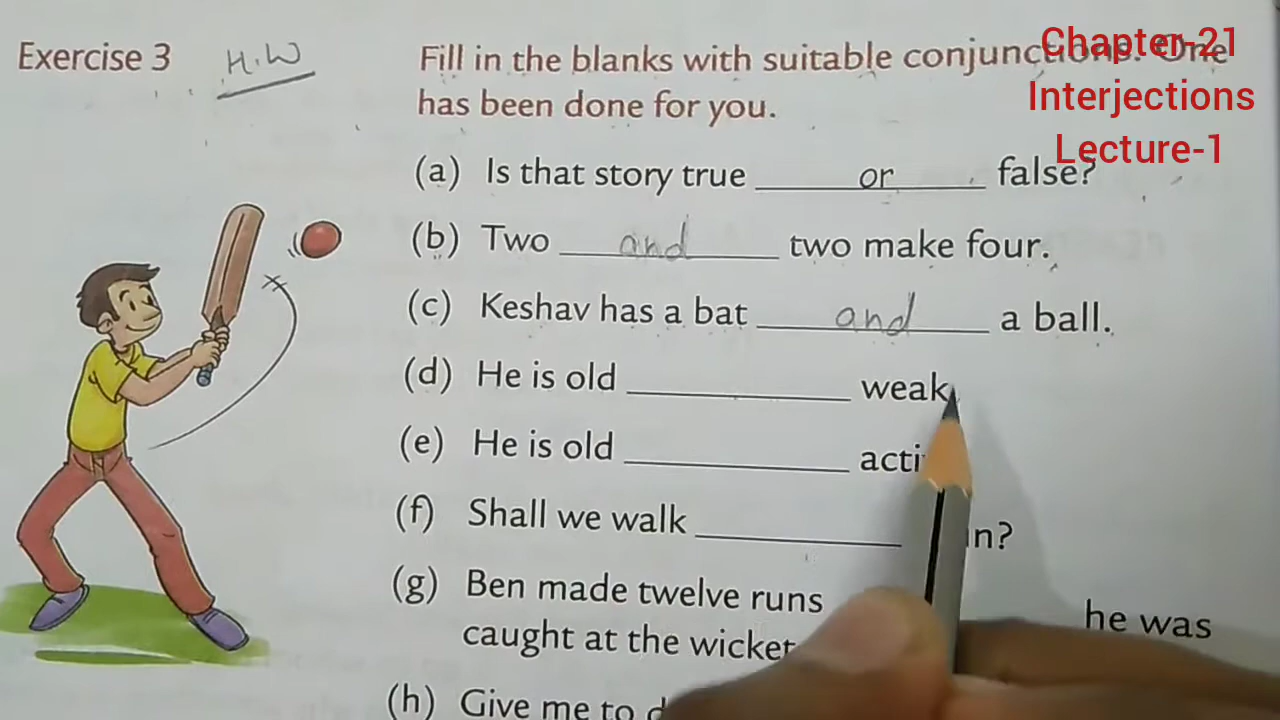 Exercise 3 H.W Fill in the blanks with suitable conjunctions. One
has been done for you.
Chapter-21
Interjections
Lecture-1
(a) Is that story true or false?
(b) Two and two make four.
(c) Keshav has a bat and a ball.
(d) He is old weak
(e) He is old
(f) Shall we walk
(g) Ben made twelve runs he was
caught at the wicket
(h) Give me to